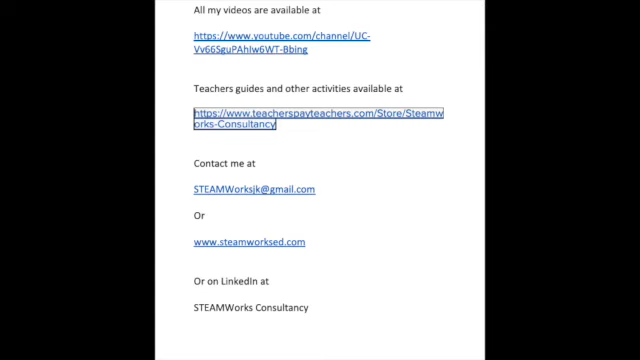 All my videos are available at
https://www.youtube.com/channel/UC-
Vv66SguPAhIw6WT-Bbing
Teachers guides and other activities available at
https://www.teacherspayteachers.com/Store/Steamw
orks-Consultancy
Contact me at
STEAMWorksjk@gmail.com
Or
www.steamworksed.com
Or on LinkedIn at
STEAMWorks Consultancy